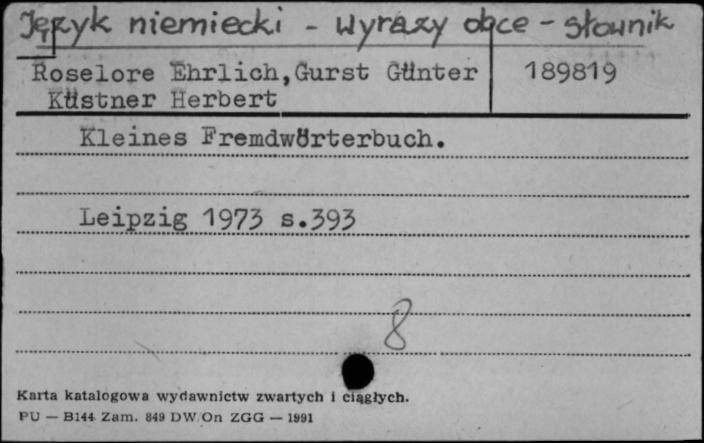 Język niemiecki - wyrazy obce - słownik
Roselore Ehrlich, Gurst Günter 189819
Küstner Herbert
Kleines Fremdwörterbuch.
Leipzig 1973 s.393
8
Karta katalogowa wydawnictw zwartych i ciągłych.
PU — B144 Zam. 849 DW/On ZGG — 1991